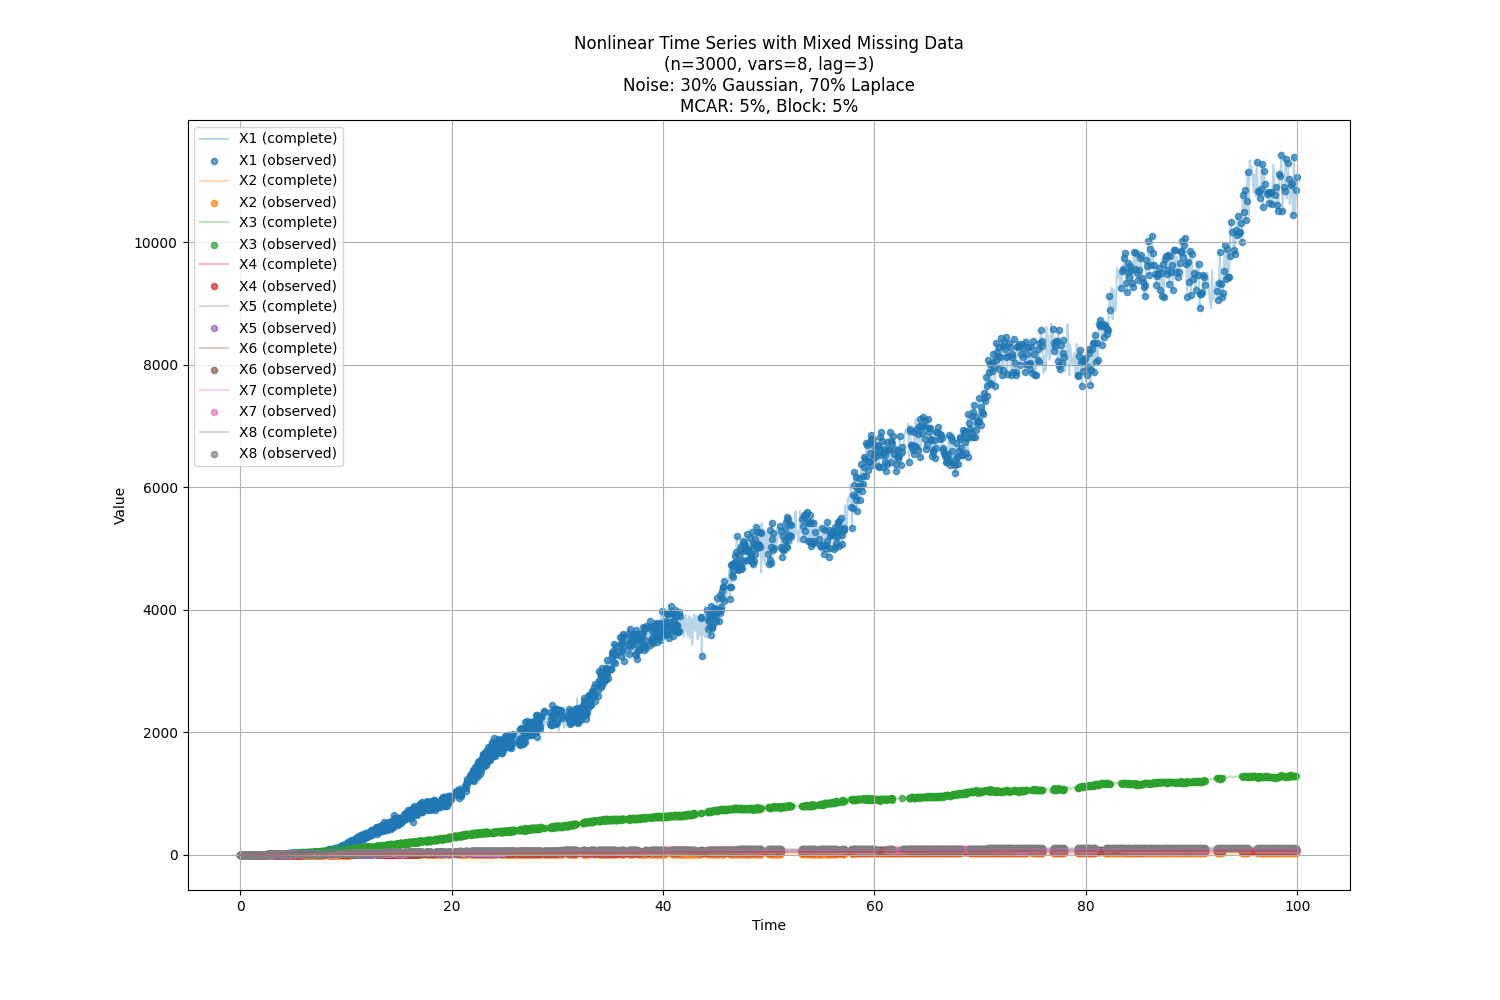 Nonlinear Time Series with Mixed Missing Data
(n=3000, vars=8, lag=3)
Noise: 30% Gaussian, 70% Laplace
MCAR: 5%, Block: 5%
X1 (complete)
X1 (observed)
X2 (complete)
X2 (observed)
X3 (complete)
X3 (observed)
X4 (complete)
X4 (observed)
X5 (complete)
X5 (observed)
X6 (complete)
X6 (observed)
X7 (complete)
X7 (observed)
X8 (complete)
X8 (observed)
10000
8000
6000
4000
2000
0
Value
0 20 40 60 80 100
Time